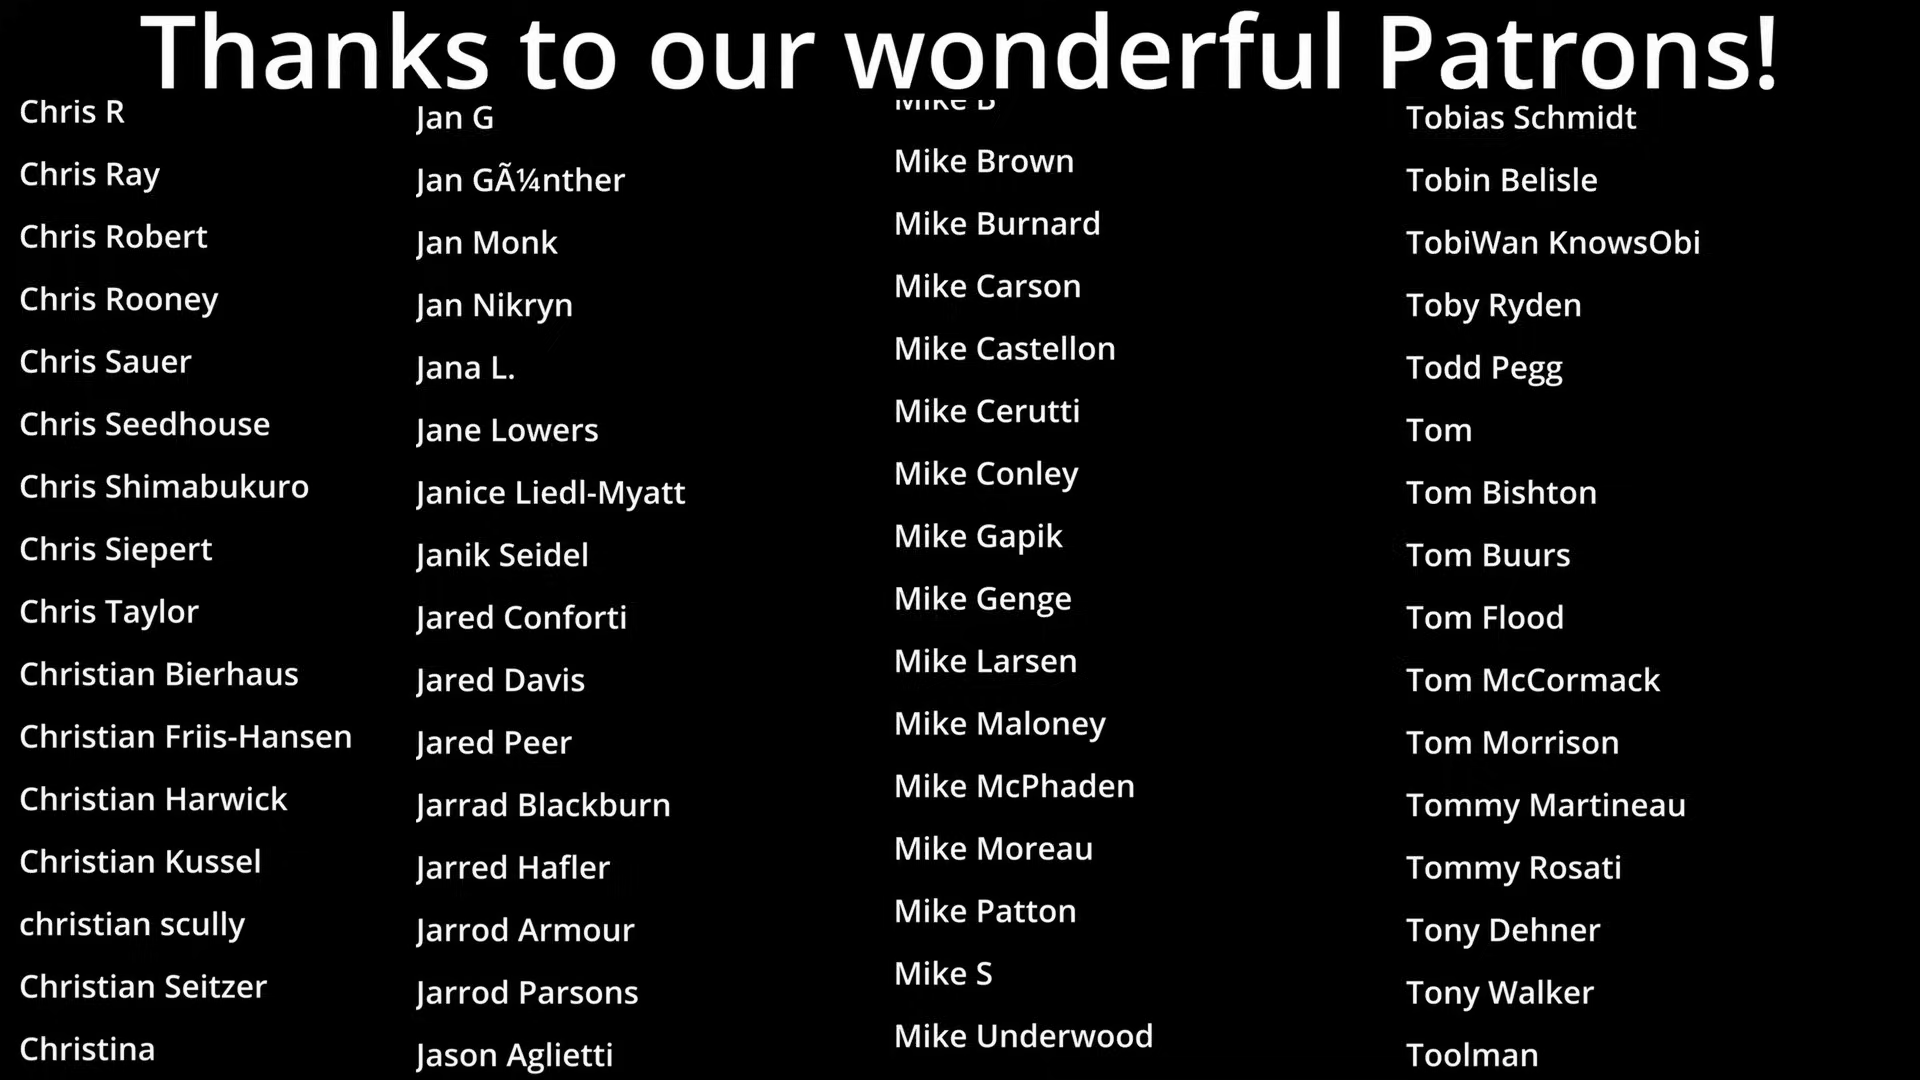 Thanks to our wonderful Patrons!
Chris R
Chris Ray
Chris Robert
Chris Rooney
Chris Sauer
Chris Seedhouse
Chris Shimabukuro
Chris Siepert
Chris Taylor
Christian Bierhaus
Christian Friis-Hansen
Christian Harwick
Christian Kussel
christian scully
Christian Seitzer
Christina
Jan G
Jan GÃ¼nther
Jan Monk
Jan Nikryn
Jana L.
Jane Lowers
Janice Liedl-Myatt
Janik Seidel
Jared Conforti
Jared Davis
Jared Peer
Jarrad Blackburn
Jarred Hafler
Jarrod Armour
Jarrod Parsons
Jason Aglietti
Mike B
Mike Brown
Mike Burnard
Mike Carson
Mike Castellon
Mike Cerutti
Mike Conley
Mike Gapik
Mike Genge
Mike Larsen
Mike Maloney
Mike McPhaden
Mike Moreau
Mike Patton
Mike S
Mike Underwood
Tobias Schmidt
Tobin Belisle
TobiWan KnowsObi
Toby Ryden
Todd Pegg
Tom
Tom Bishton
Tom Buurs
Tom Flood
Tom McCormack
Tom Morrison
Tommy Martineau
Tommy Rosati
Tony Dehner
Tony Walker
Toolman